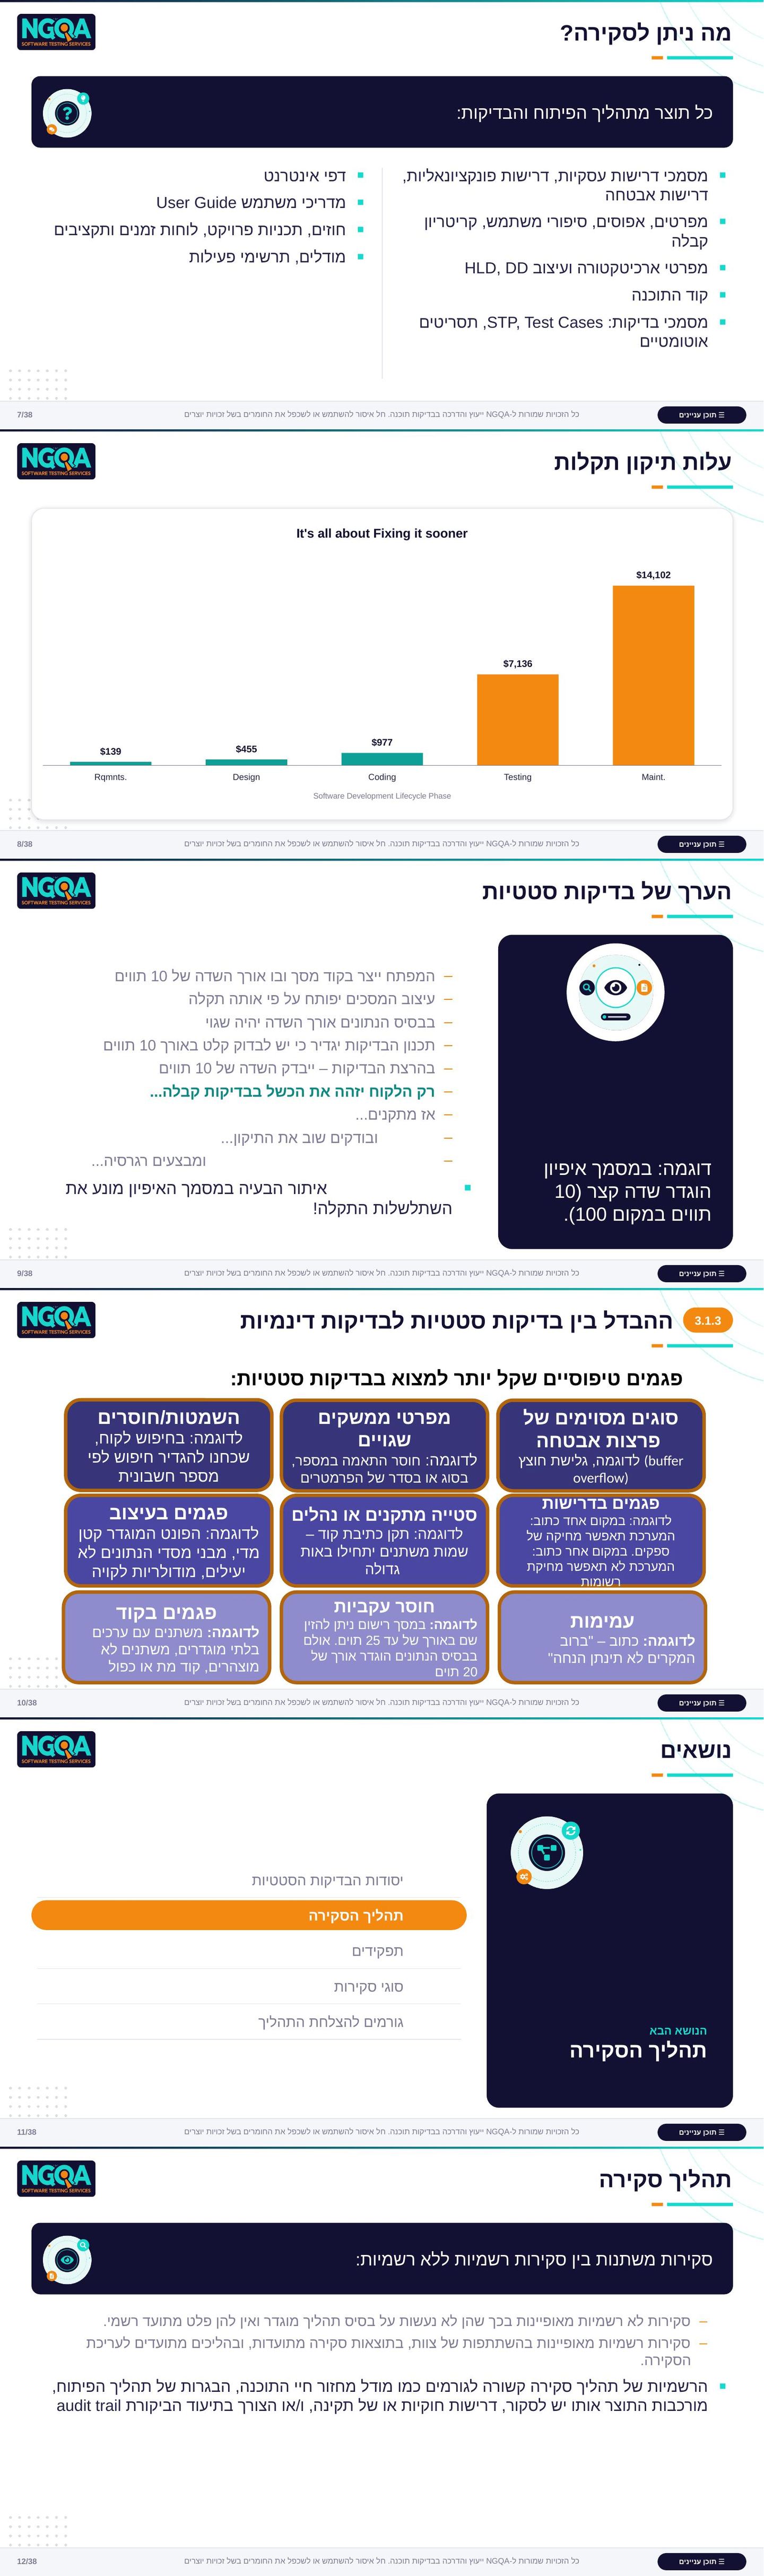 NGQA
SOFTWARE TESTING SERVICES
מה ניתן לסקירה?
כל תוצר מתהליך הפיתוח והבדיקות:
מסמכי דרישות עסקיות, דרישות פונקציונאליות,
דרישות אבטחה
מפרטים, אפוסים, סיפורי משתמש, קריטריון
קבלה
מפרטי ארכיטקטורה ועיצוב HLD, DD
קוד התוכנה
מסמכי בדיקות: STP, Test Cases, תסריטים
אוטומטיים
דפי אינטרנט
מדריכי משתמש User Guide
חוזים, תכניות פרויקט, לוחות זמנים ותקציבים
מודלים, תרשימי פעילות
☰ תוכן עניינים
כל הזכויות שמורות ל-NGQA ייעוץ והדרכה בבדיקות תוכנה. חל איסור להשתמש או לשכפל את החומרים בשל זכויות יוצרים
7/38
NGQA
SOFTWARE TESTING SERVICES
עלות תיקון תקלות
It's all about Fixing it sooner
$139
$455
$977
$7,136
$14,102
Rqmnts.
Design
Coding
Testing
Maint.
Software Development Lifecycle Phase
☰ תוכן עניינים
כל הזכויות שמורות ל-NGQA ייעוץ והדרכה בבדיקות תוכנה. חל איסור להשתמש או לשכפל את החומרים בשל זכויות יוצרים
8/38
NGQA
SOFTWARE TESTING SERVICES
הערך של בדיקות סטטיות
דוגמה: במסמך איפיון
הוגדר שדה קצר (10
תווים במקום 100).
– המפתח ייצר בקוד מסך ובו אורך השדה של 10 תווים
– עיצוב המסכים יפותח על פי אותה תקלה
– בבסיס הנתונים אורך השדה יהיה שגוי
– תכנון הבדיקות יגדיר כי יש לבדוק קלט באורך 10 תווים
– בהרצת הבדיקות – ייבדק השדה של 10 תווים
– רק הלקוח יזהה את הכשל בבדיקות קבלה...
– אז מתקנים...
– ובודקים שוב את התיקון...
– ומבצעים רגרסיה...
איתור הבעיה במסמך האיפיון מונע את
השתלשלות התקלה!
☰ תוכן עניינים
כל הזכויות שמורות ל-NGQA ייעוץ והדרכה בבדיקות תוכנה. חל איסור להשתמש או לשכפל את החומרים בשל זכויות יוצרים
9/38
NGQA
SOFTWARE TESTING SERVICES
3.1.3
ההבדל בין בדיקות סטטיות לבדיקות דינמיות
פגמים טיפוסיים שקל יותר למצוא בבדיקות סטטיות:
סוגים מסוימים של
פרצות אבטחה
לדוגמה, גלישת חוצץ (buffer
overflow)
מפרטי ממשקים
שגויים
לדוגמה: חוסר התאמה במספר,
בסוג או בסדר של הפרמטרים
השמטות/חוסרים
לדוגמה: בחיפוש לקוח,
שכחנו להגדיר חיפוש לפי
מספר חשבונית
פגמים בדרישות
לדוגמה: במקום אחד כתוב:
המערכת תאפשר מחיקה של
ספקים. במקום אחר כתוב:
המערכת לא תאפשר מחיקת
רשומות
סטייה מתקנים או נהלים
לדוגמה: תקן כתיבת קוד –
שמות משתנים יתחילו באות
גדולה
פגמים בעיצוב
לדוגמה: הפונט המוגדר קטן
מדי, מבני מסדי הנתונים לא
יעילים, מודולריות לקויה
עמימות
לדוגמה: כתוב – "ברוב
המקרים לא תינתן הנחה"
חוסר עקביות
לדוגמה: במסך רישום ניתן להזין
שם באורך של עד 25 תוים. אולם
בבסיס הנתונים הוגדר אורך של
20 תוים
פגמים בקוד
לדוגמה: משתנים עם ערכים
בלתי מוגדרים, משתנים לא
מוצהרים, קוד מת או כפול
☰ תוכן עניינים
כל הזכויות שמורות ל-NGQA ייעוץ והדרכה בבדיקות תוכנה. חל איסור להשתמש או לשכפל את החומרים בשל זכויות יוצרים
10/38
NGQA
SOFTWARE TESTING SERVICES
נושאים
הנושא הבא
תהליך הסקירה
יסודות הבדיקות הסטטיות
תהליך הסקירה
תפקידים
סוגי סקירות
גורמים להצלחת התהליך
☰ תוכן עניינים
כל הזכויות שמורות ל-NGQA ייעוץ והדרכה בבדיקות תוכנה. חל איסור להשתמש או לשכפל את החומרים בשל זכויות יוצרים
11/38
NGQA
SOFTWARE TESTING SERVICES
תהליך סקירה
סקירות משתנות בין סקירות רשמיות ללא רשמיות:
– סקירות לא רשמיות מאופיינות בכך שהן לא נעשות על בסיס תהליך מוגדר ואין להן פלט מתועד רשמי.
– סקירות רשמיות מאופיינות בהשתתפות של צוות, בתוצאות סקירה מתועדות, ובהליכים מתועדים לעריכת
הסקירה.
הרשמיות של תהליך סקירה קשורה לגורמים כמו מודל מחזור חיי התוכנה, הבגרות של תהליך הפיתוח,
מורכבות התוצר אותו יש לסקור, דרישות חוקיות או של תקינה, ו/או הצורך בתיעוד הביקורת audit trail
☰ תוכן עניינים
כל הזכויות שמורות ל-NGQA ייעוץ והדרכה בבדיקות תוכנה. חל איסור להשתמש או לשכפל את החומרים בשל זכויות יוצרים
12/38